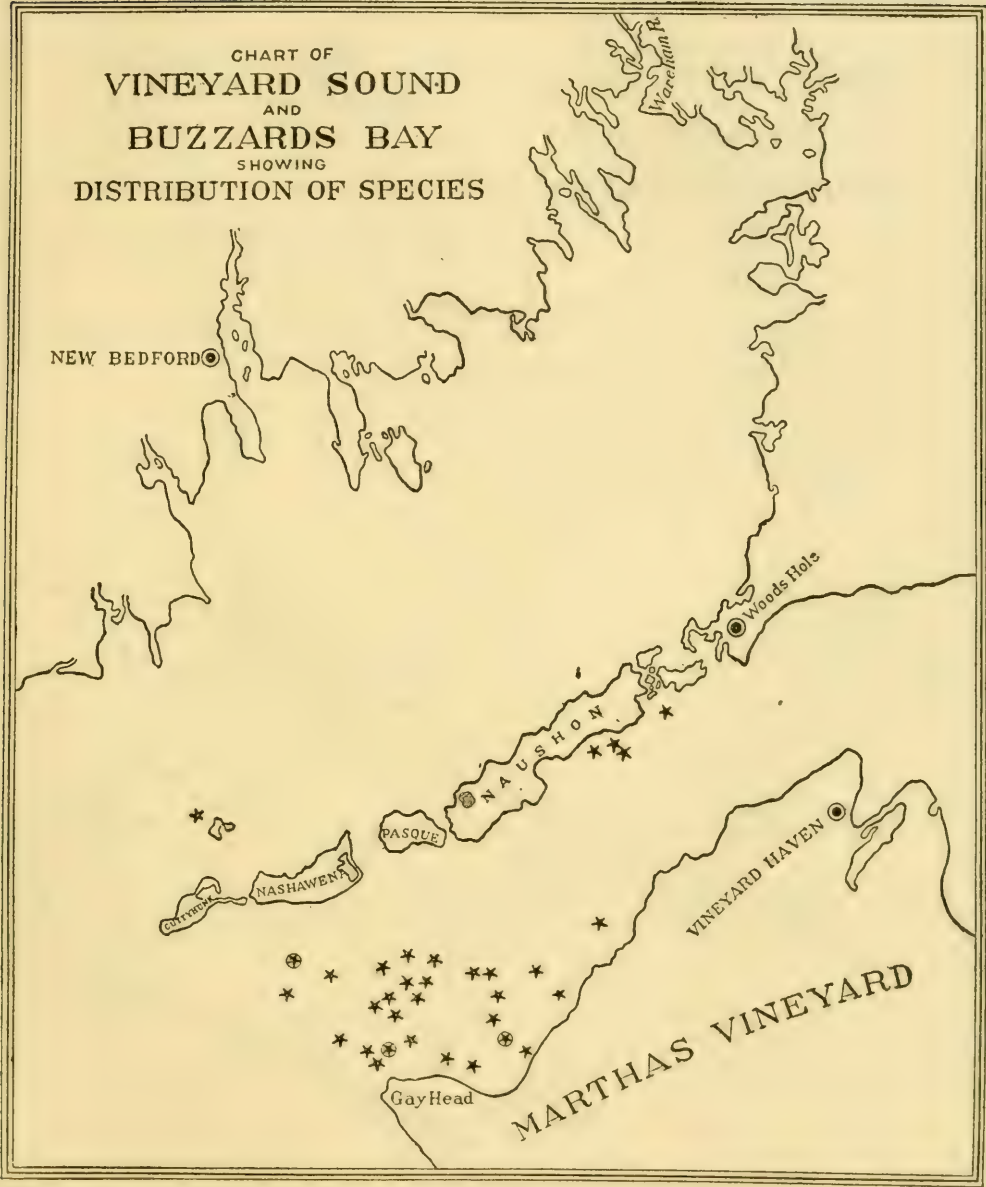 CHART OF
VINEYARD SOUND
AND
BUZZARDS BAY
SHOWING
DISTRIBUTION OF SPECIES
Wareham R.
NEW BEDFORD
Woods Hole
NAUSHON
PASQUE
NASHAWENA
CUTTYHUNK
VINEYARD HAVEN
MARTHAS VINEYARD
Gay Head